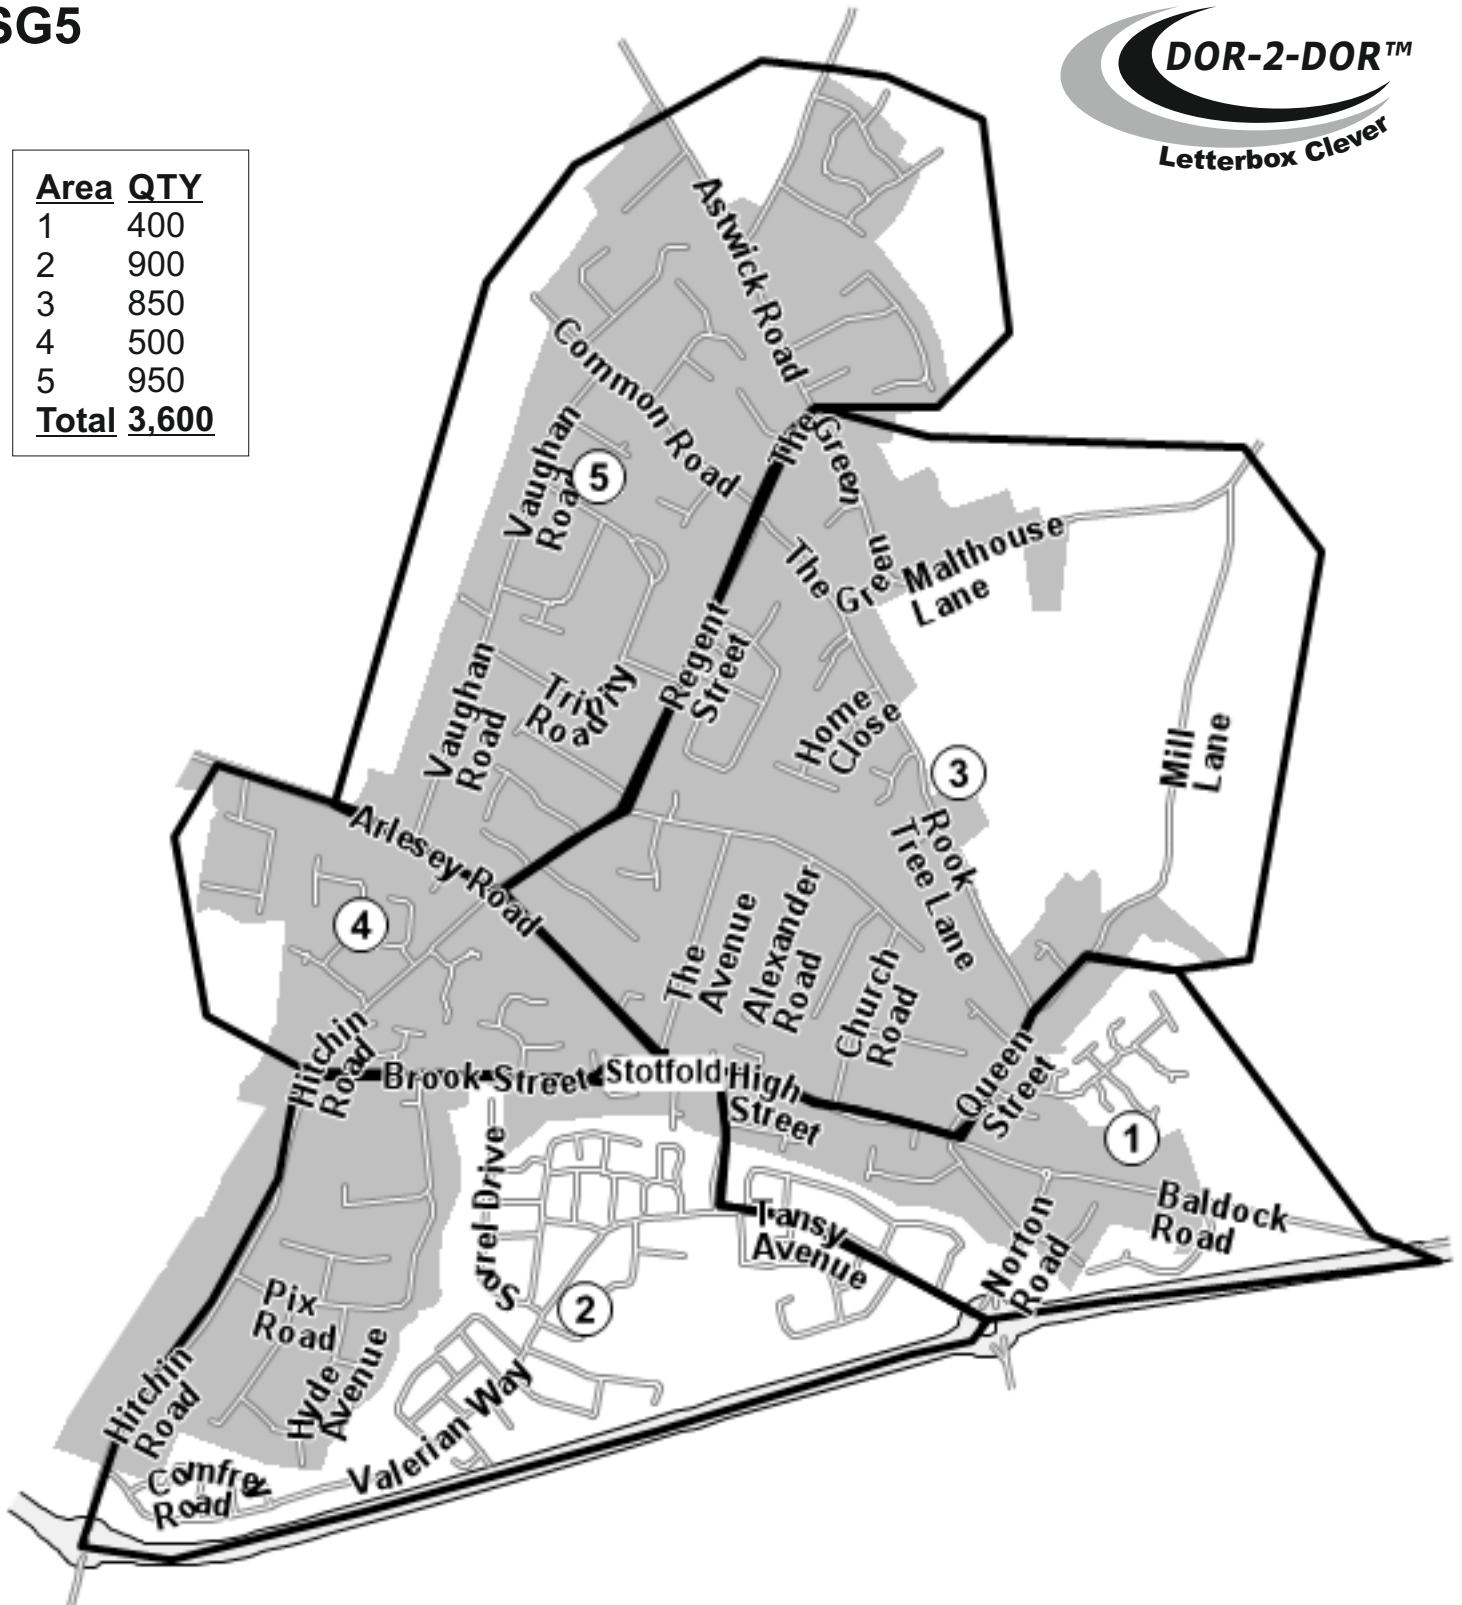 SG5
DOR-2-DOR™
Letterbox Clever
Area QTY
1 400
2 900
3 850
4 500
5 950
Total 3,600
Astwick Road
Common Road
The
Green
Vaughan
Road
5
The
Green
Malthouse
Lane
Regent
Street
Vaughan
Road
Trinity
Road
Home
Close
Mill
Lane
3
Arlesey Road
Rook
Tree Lane
4
The
Avenue
Alexander
Road
Church
Road
Hitchin
Road
Brook Street
Stotfold
High
Street
Queen
Street
1
Sorrel Drive
Baldock
Road
Tansy
Avenue
Norton
Road
Pix
Road
2
Hyde
Avenue
Hitchin
Road
Valerian Way
Comfrey
Road